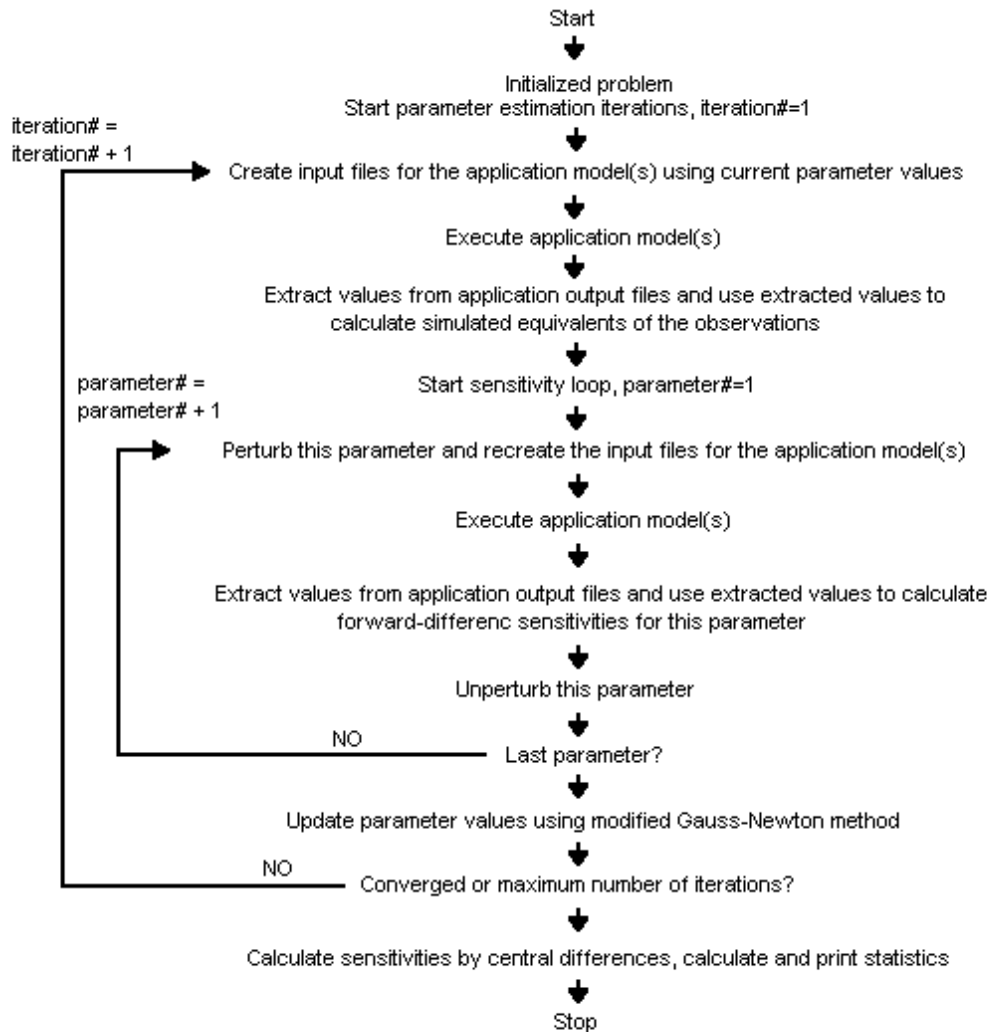 Start
Initialized problem
Start parameter estimation iterations, iteration#=1
iteration# =
iteration# + 1
Create input files for the application model(s) using current parameter values
Execute application model(s)
Extract values from application output files and use extracted values to
calculate simulated equivalents of the observations
Start sensitivity loop, parameter#=1
parameter# =
parameter# + 1
Perturb this parameter and recreate the input files for the application model(s)
Execute application model(s)
Extract values from application output files and use extracted values to calculate
forward-differenc sensitivities for this parameter
Unperturb this parameter
NO
Last parameter?
Update parameter values using modified Gauss-Newton method
NO
Converged or maximum number of iterations?
Calculate sensitivities by central differences, calculate and print statistics
Stop